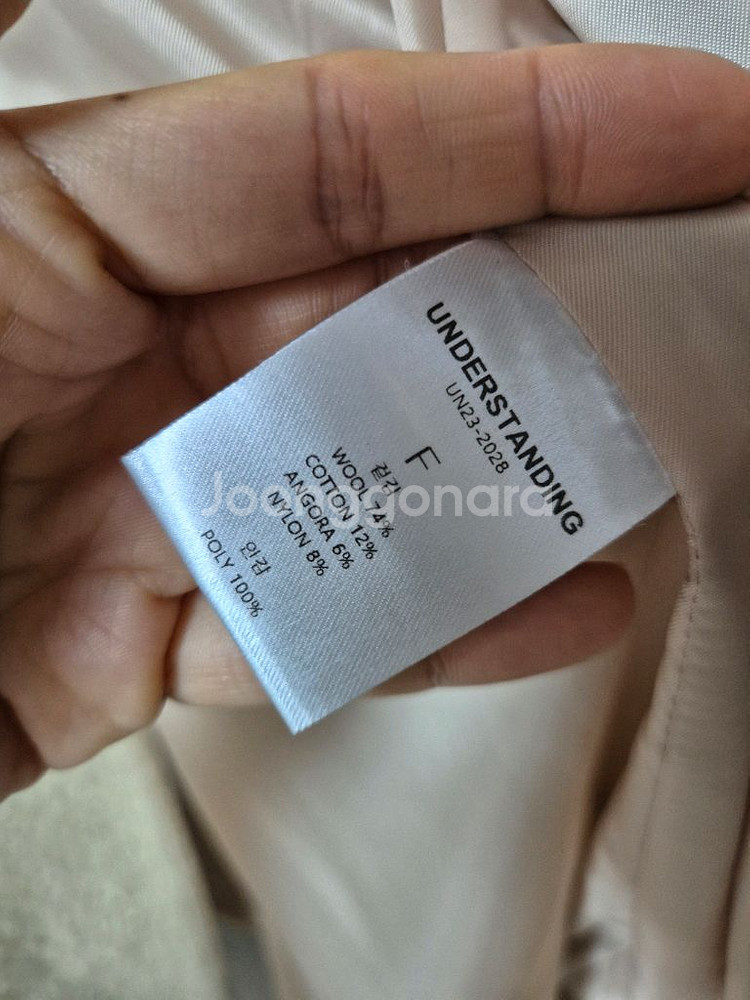 UNDERSTANDING
UN23-2028
F
겉감
WOOL 74%
COTTON 12%
ANGORA 6%
NYLON 8%
안감
POLY 100%
Joonggonara